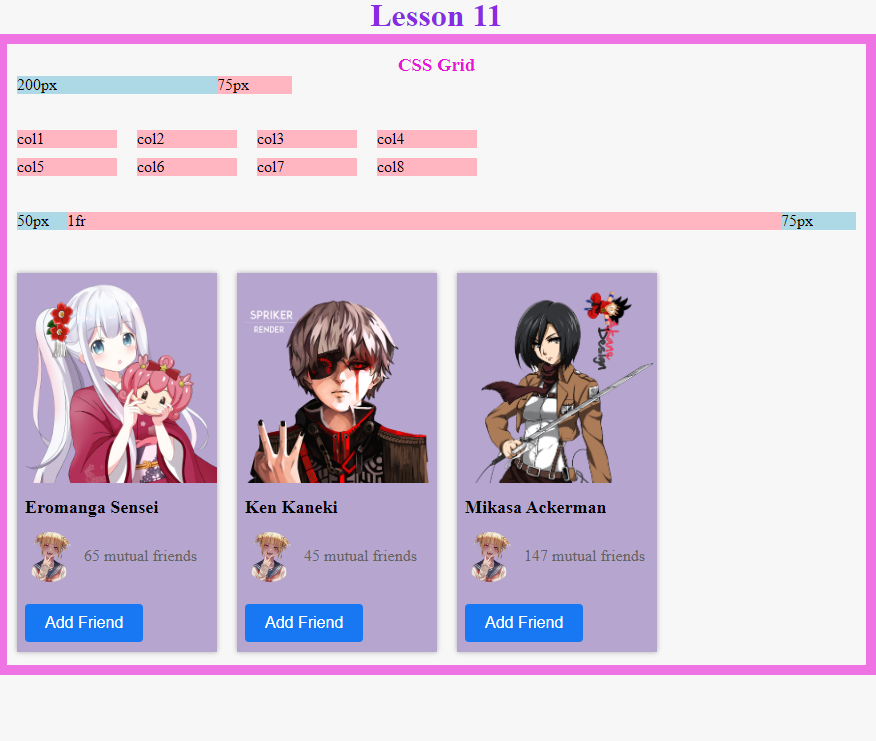 Lesson 11
CSS Grid
200px 75px
col1 col2 col3 col4
col5 col6 col7 col8
50px 1fr 75px
SPRIKER
RENDER
Design
Eromanga Sensei Ken Kaneki Mikasa Ackerman
65 mutual friends 45 mutual friends 147 mutual friends
Add Friend Add Friend Add Friend